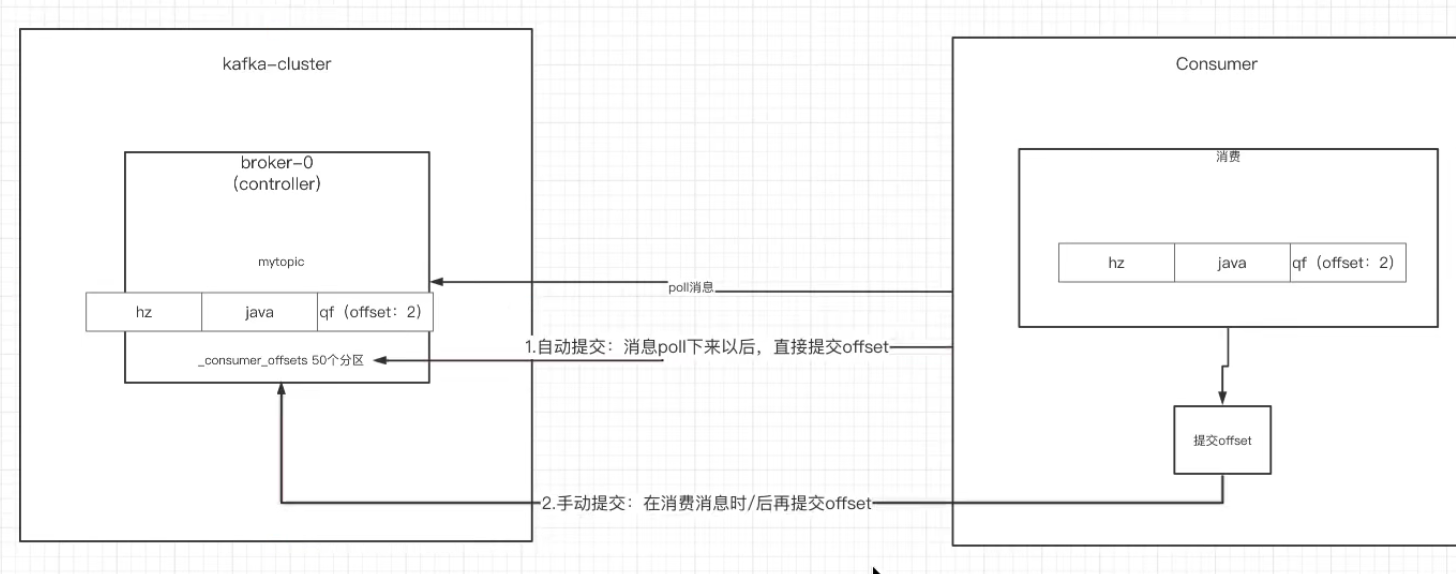 kafka-cluster
broker-0
(controller)
mytopic
hz
java
qf（offset：2）
_consumer_offsets 50个分区
poll消息
1.自动提交：消息poll下来以后，直接提交offset
2.手动提交：在消费消息时/后再提交offset
Consumer
消费
hz
java
qf（offset：2）
提交offset